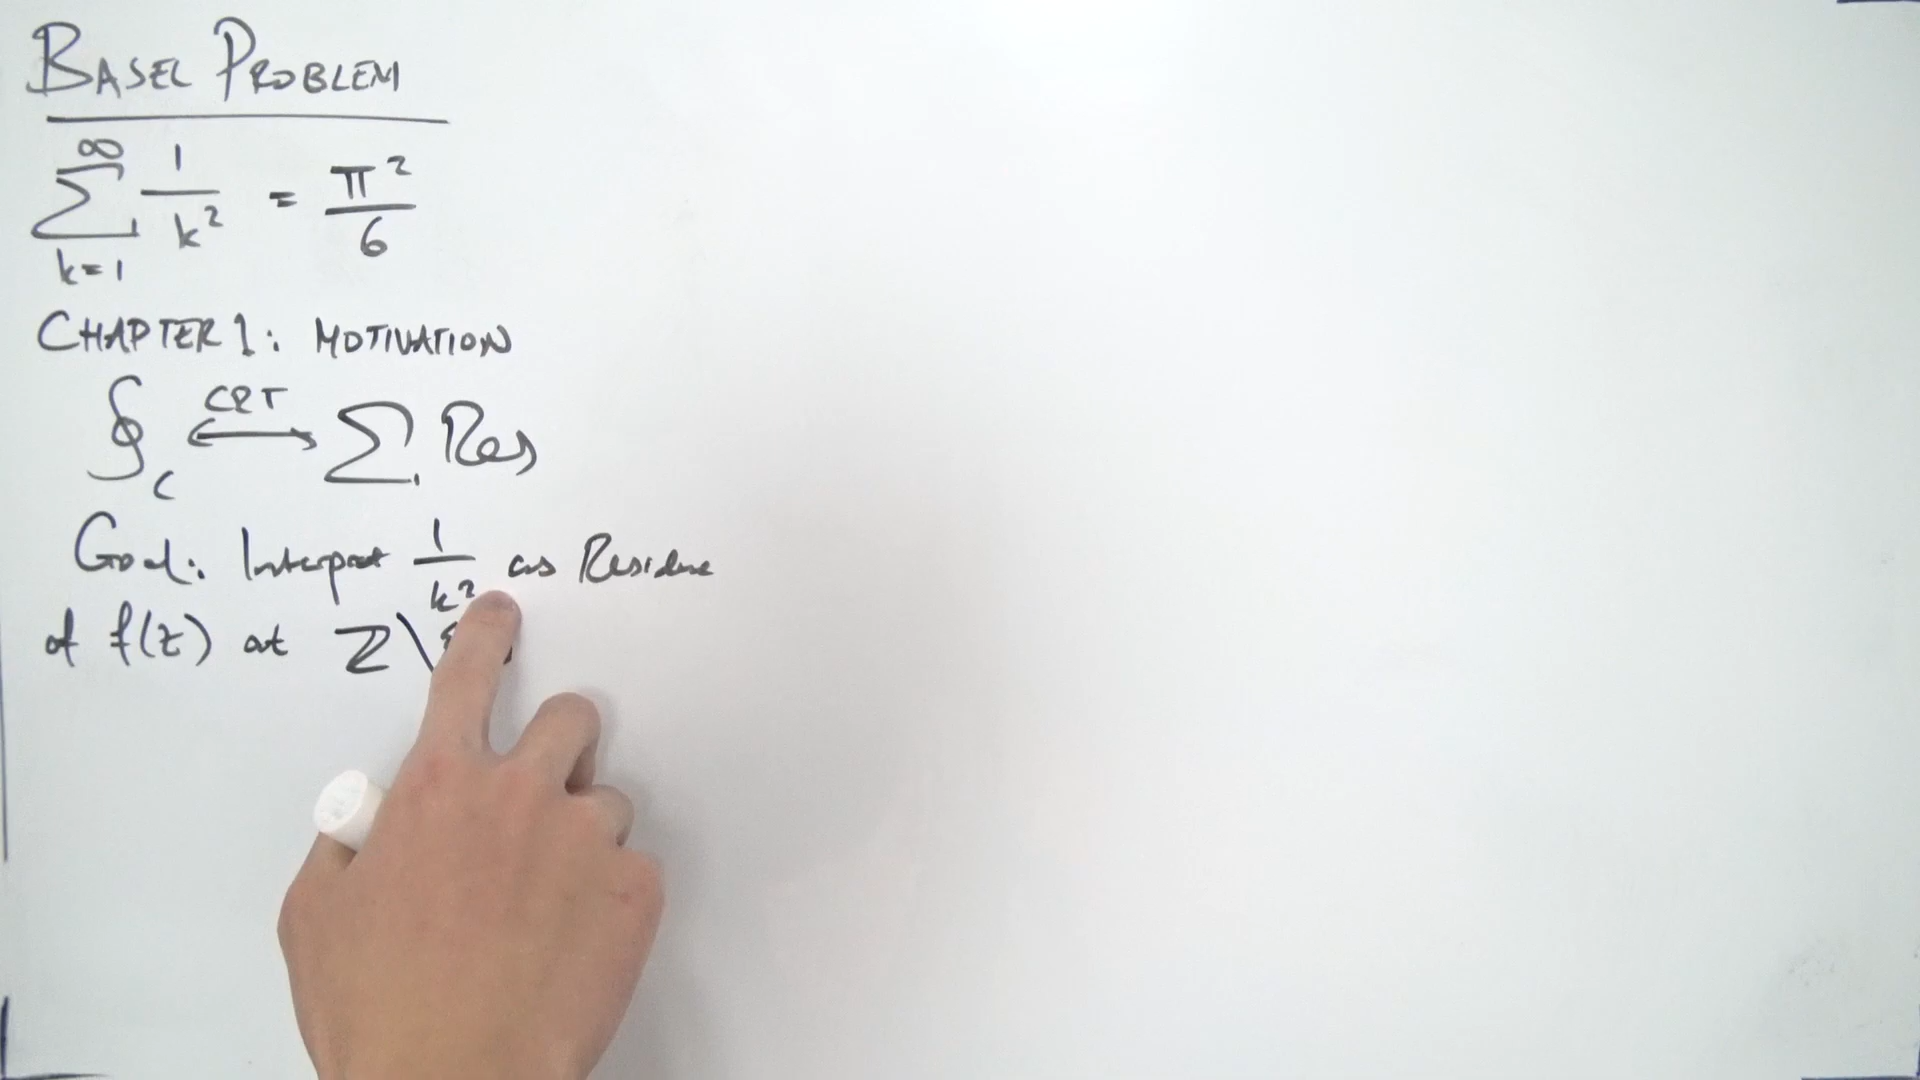 BASEL PROBLEM
∞ ∑ k=1 1/k² = π²/6
CHAPTER 1: MOTIVATION
∮_C ⟷ CRT ∑ Res
Goal: Interpret 1/k² as Residue
of f(z) at ℤ\{